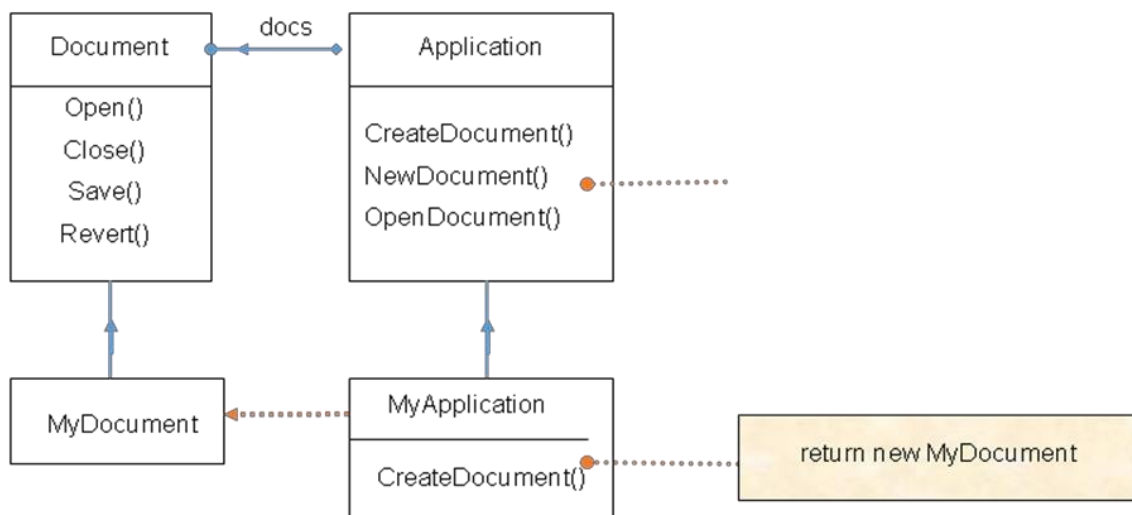 Document
docs
Application
Open()
Close()
Save()
Revert()
CreateDocument()
NewDocument()
OpenDocument()
MyDocument
MyApplication
CreateDocument()
return new MyDocument